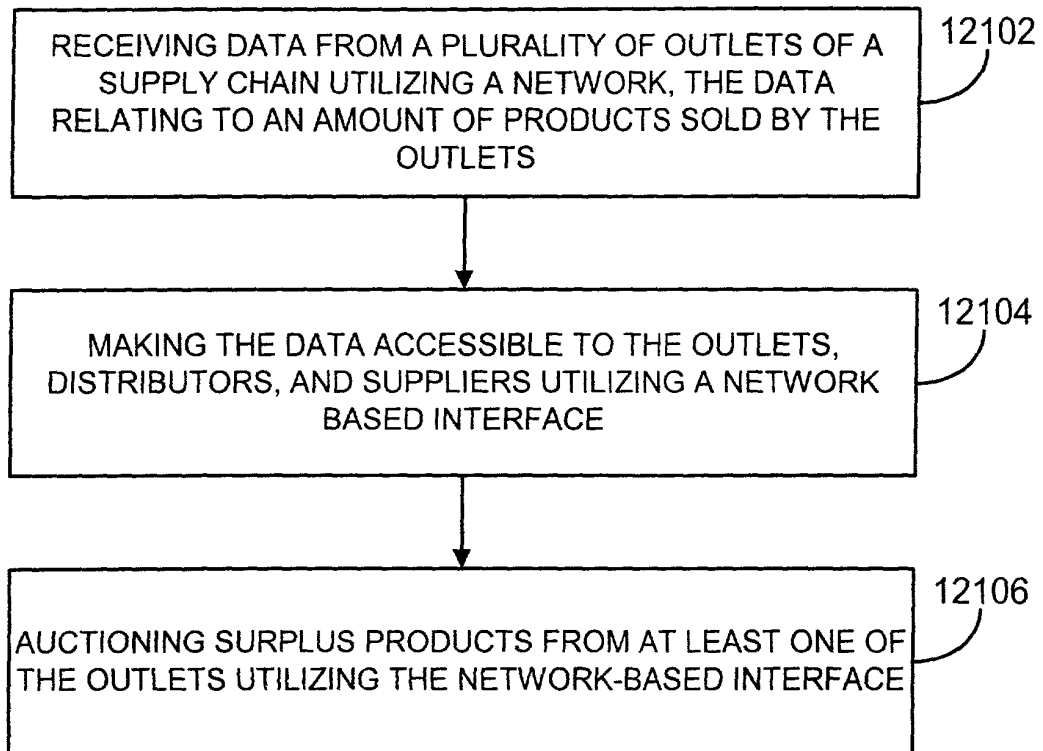 RECEIVING DATA FROM A PLURALITY OF OUTLETS OF A
SUPPLY CHAIN UTILIZING A NETWORK, THE DATA
RELATING TO AN AMOUNT OF PRODUCTS SOLD BY THE
OUTLETS
12102
MAKING THE DATA ACCESSIBLE TO THE OUTLETS,
DISTRIBUTORS, AND SUPPLIERS UTILIZING A NETWORK
BASED INTERFACE
12104
AUCTIONING SURPLUS PRODUCTS FROM AT LEAST ONE OF
THE OUTLETS UTILIZING THE NETWORK-BASED INTERFACE
12106